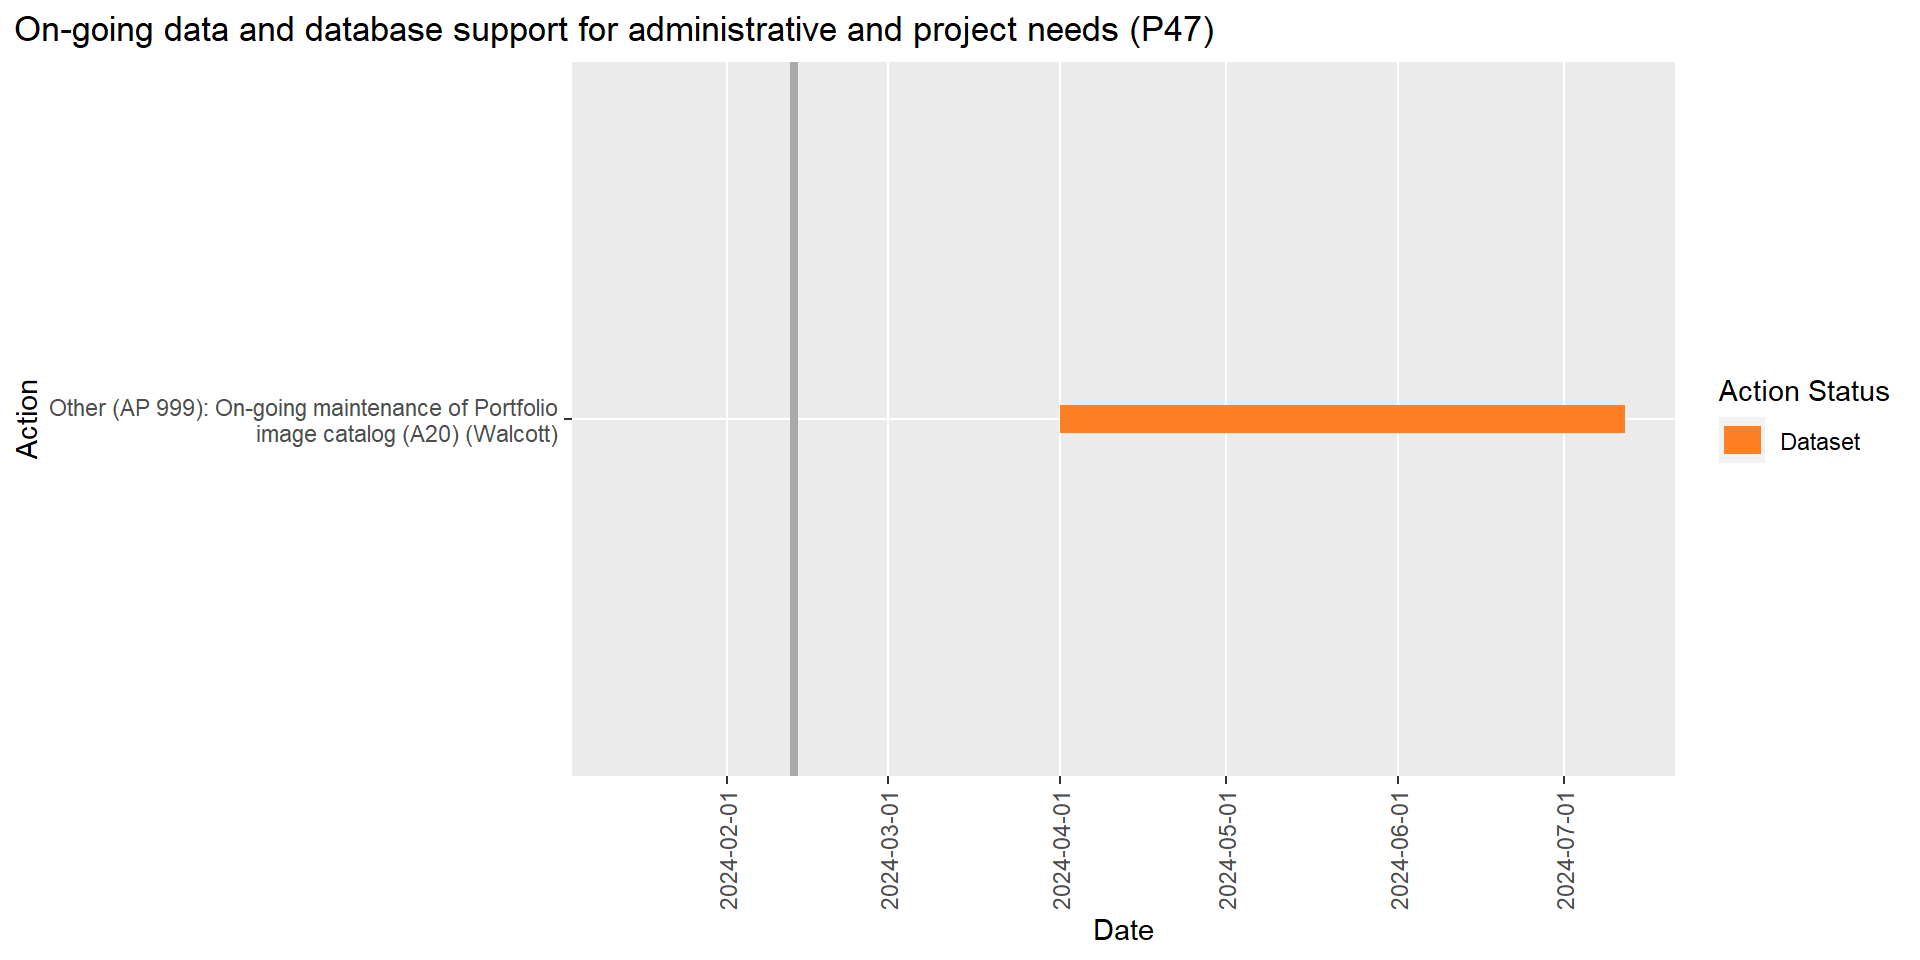 On-going data and database support for administrative and project needs (P47)
Action
Other (AP 999): On-going maintenance of Portfolio
image catalog (A20) (Walcott)
Action Status
Dataset
2024-02-01
2024-03-01
2024-04-01
2024-05-01
2024-06-01
2024-07-01
Date